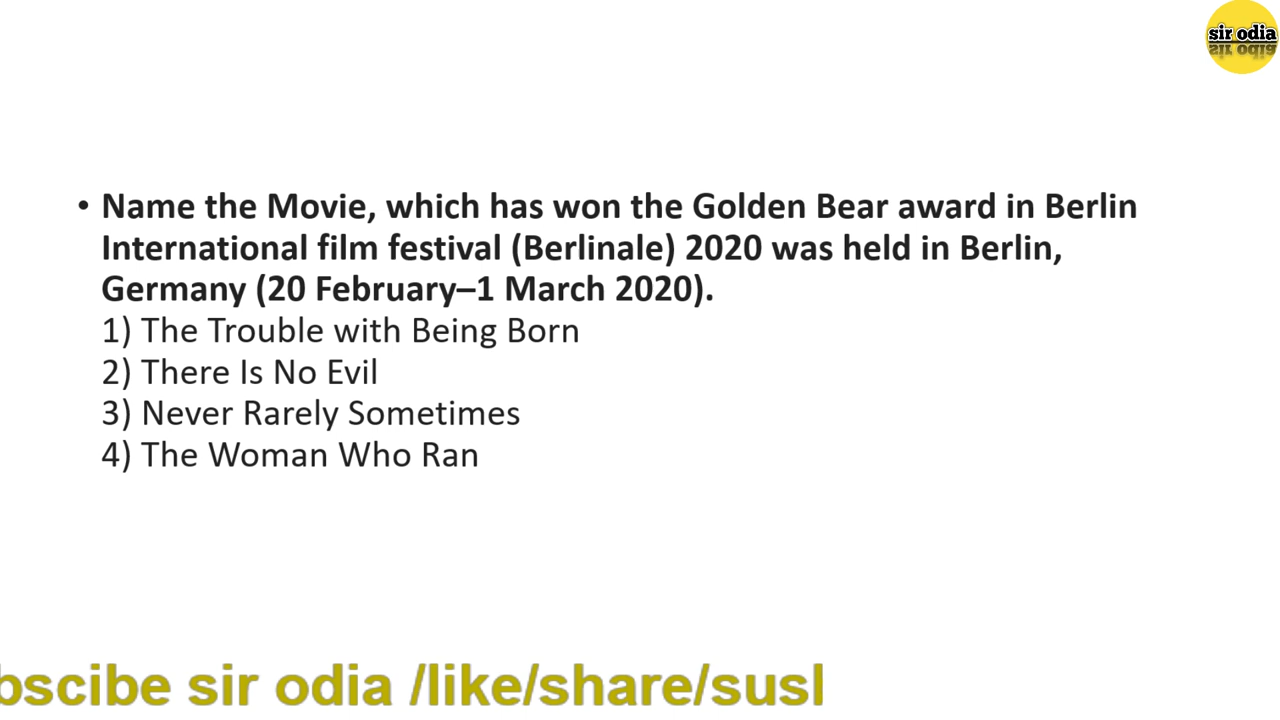 sir odia
• Name the Movie, which has won the Golden Bear award in Berlin
International film festival (Berlinale) 2020 was held in Berlin,
Germany (20 February–1 March 2020).
1) The Trouble with Being Born
2) There Is No Evil
3) Never Rarely Sometimes
4) The Woman Who Ran
bscibe sir odia /like/share/susl